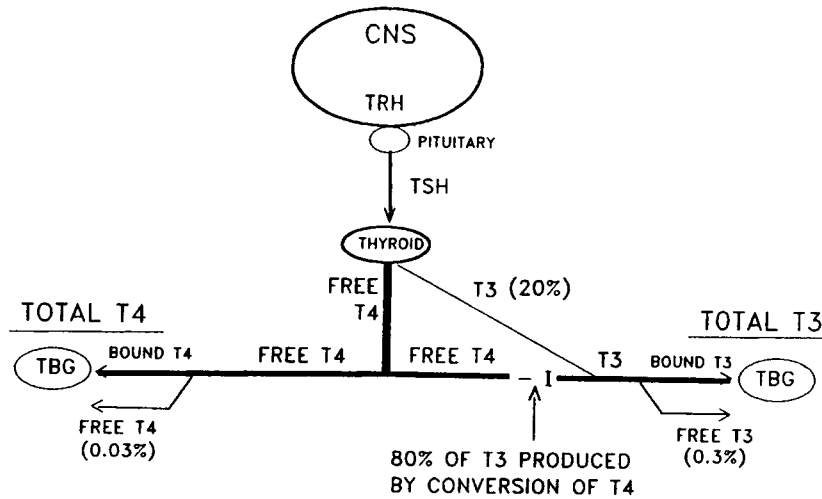 CNS
TRH
PITUITARY
TSH
THYROID
FREE
T4
T3 (20%)
TOTAL T4
TOTAL T3
TBG
BOUND T4
FREE T4
FREE T4
- I
T3
BOUND T3
TBG
FREE T4
(0.03%)
FREE T3
(0.3%)
80% OF T3 PRODUCED
BY CONVERSION OF T4